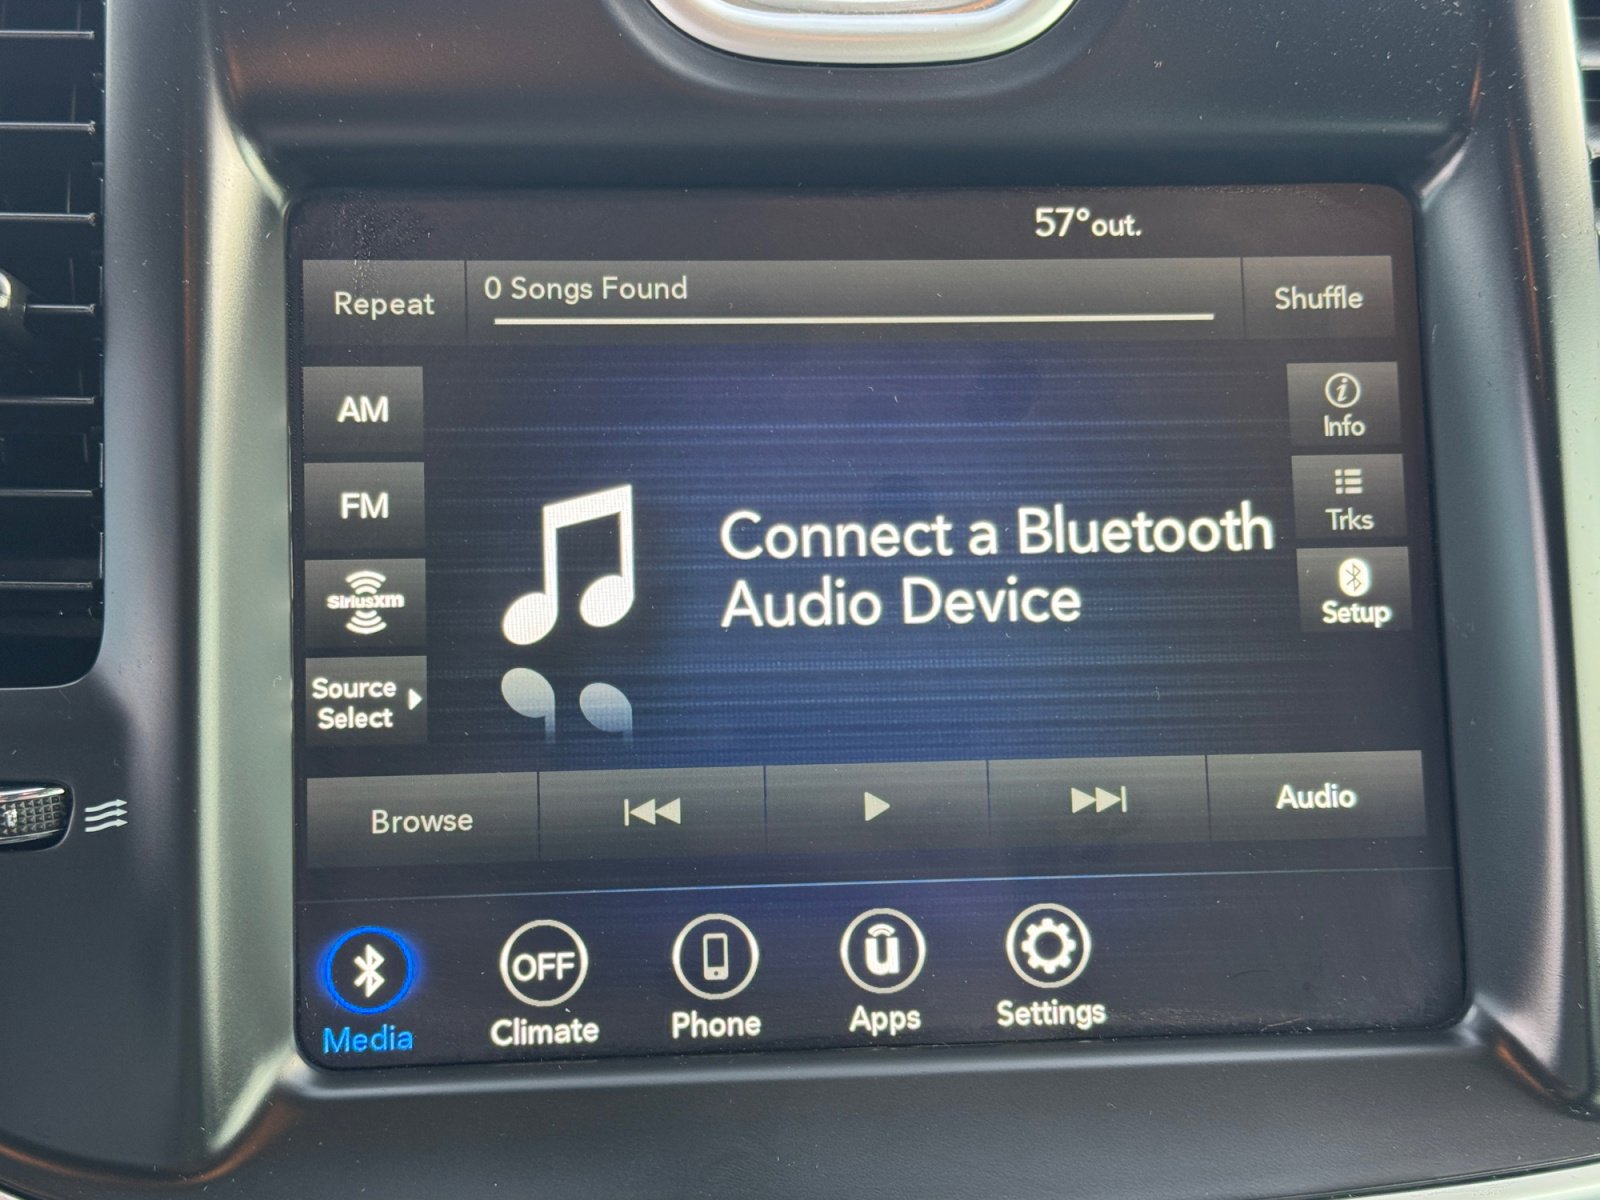 57°out.
Repeat
0 Songs Found
Shuffle
AM
FM
SiriusXM
Source
Select
Info
Trks
Setup
Connect a Bluetooth
Audio Device
Browse
Audio
OFF
Media
Climate
Phone
Apps
Settings